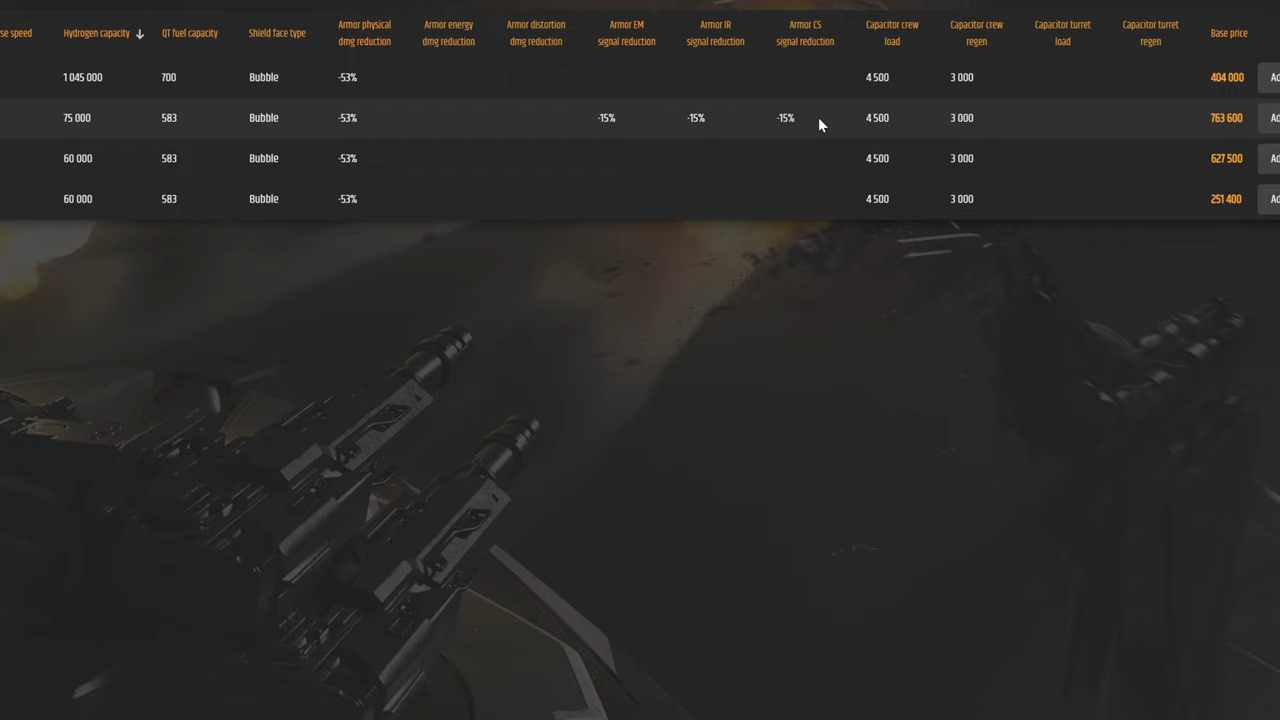 se speed Hydrogen capacity QT fuel capacity Shield face type Armor physical dmg reduction Armor energy dmg reduction Armor distortion dmg reduction Armor EM signal reduction Armor IR signal reduction Armor CS signal reduction Capacitor crew load Capacitor crew regen Capacitor turret load Capacitor turret regen Base price
1 045 000 700 Bubble -53% 4 500 3 000 404 000 Ad
75 000 583 Bubble -53% -15% -15% -15% 4 500 3 000 763 600 Ad
60 000 583 Bubble -53% 4 500 3 000 627 500 Ad
60 000 583 Bubble -53% 4 500 3 000 251 400 Ad